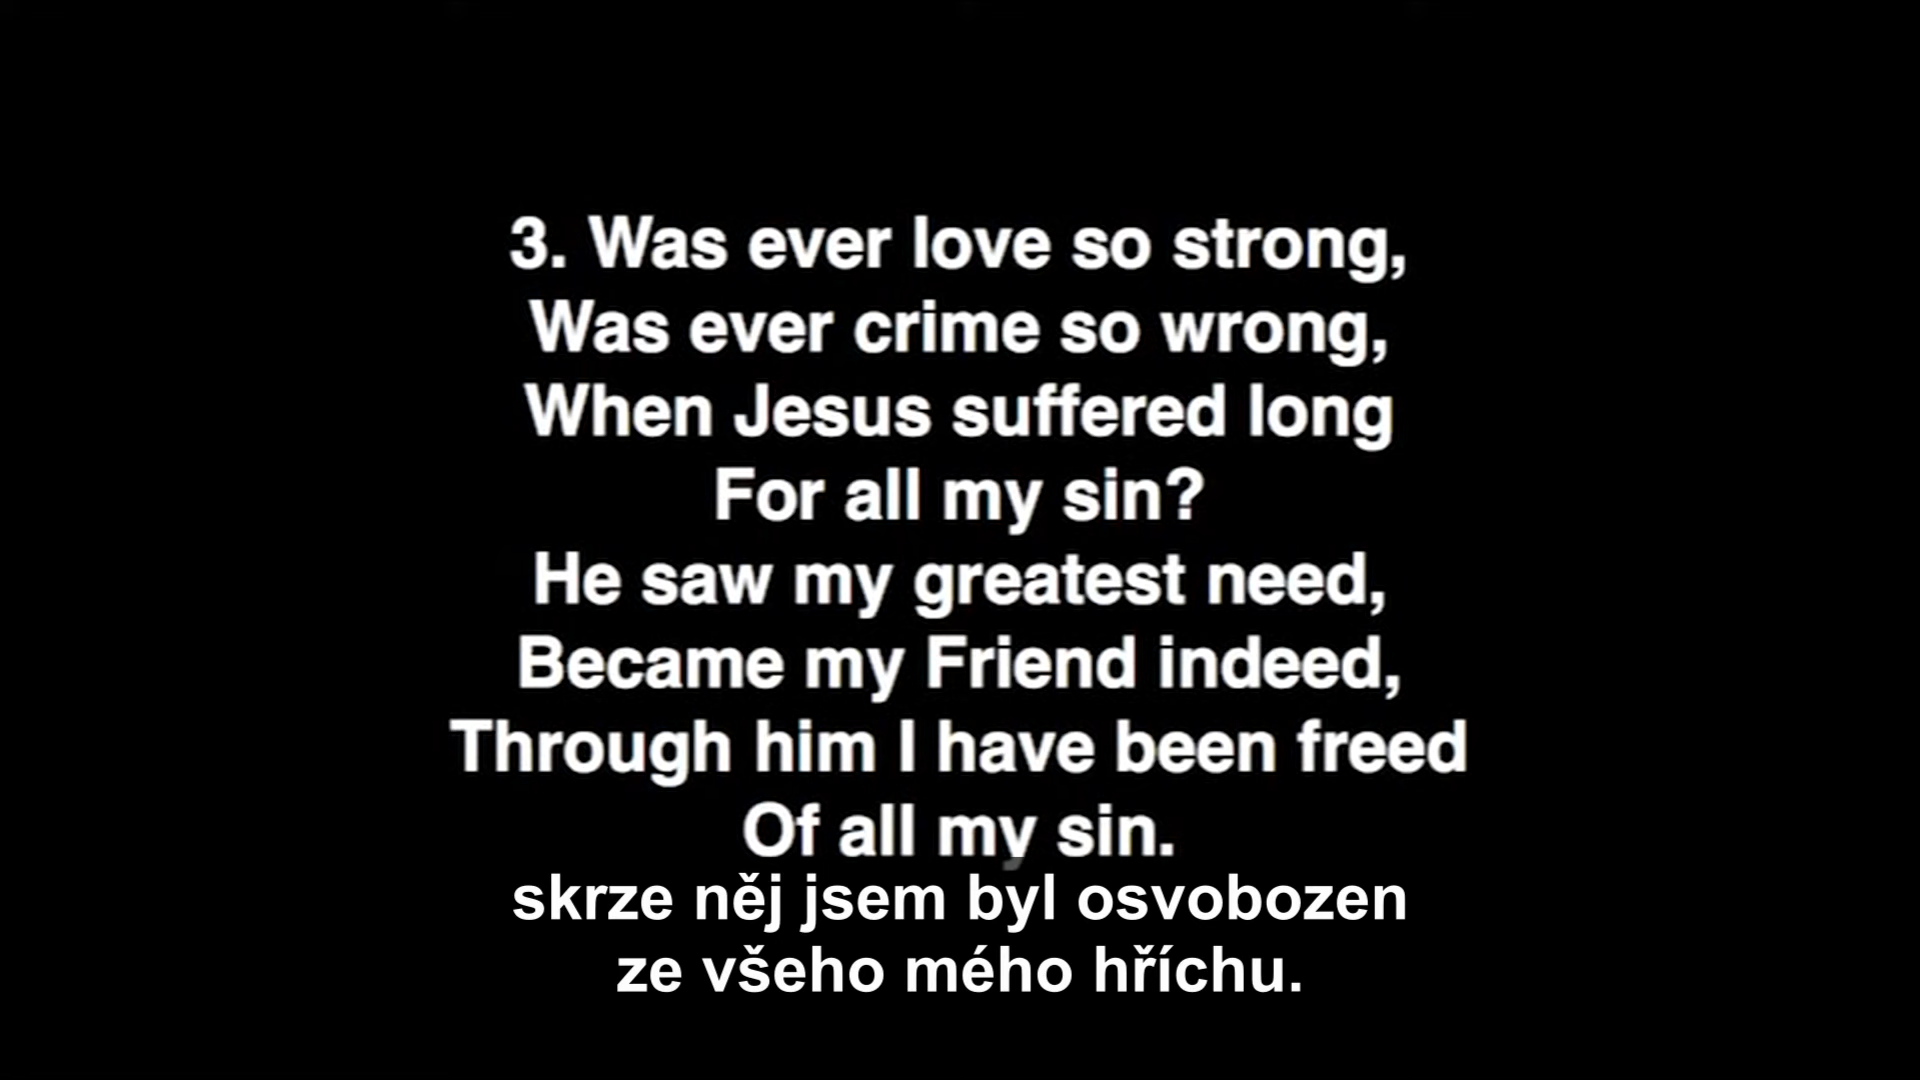 3. Was ever love so strong,
Was ever crime so wrong,
When Jesus suffered long
For all my sin?
He saw my greatest need,
Became my Friend indeed,
Through him I have been freed
Of all my sin.
skrze něj jsem byl osvobozen
ze všeho mého hříchu.